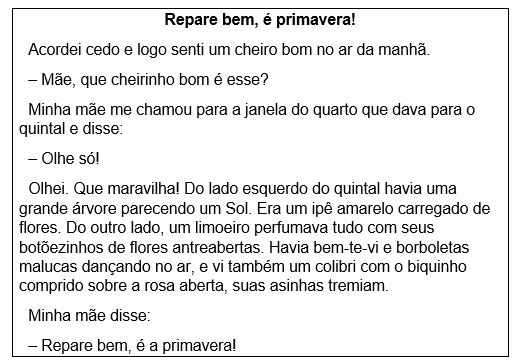 Repare bem, é primavera!
Acordei cedo e logo senti um cheiro bom no ar da manhã.
– Mãe, que cheirinho bom é esse?
Minha mãe me chamou para a janela do quarto que dava para o
quintal e disse:
– Olhe só!
Olhei. Que maravilha! Do lado esquerdo do quintal havia uma
grande árvore parecendo um Sol. Era um ipê amarelo carregado de
flores. Do outro lado, um limoeiro perfumava tudo com seus
botõezinhos de flores antreabertas. Havia bem-te-vi e borboletas
malucas dançando no ar, e vi também um colibri com o biquinho
comprido sobre a rosa aberta, suas asinhas tremiam.
Minha mãe disse:
– Repare bem, é a primavera!